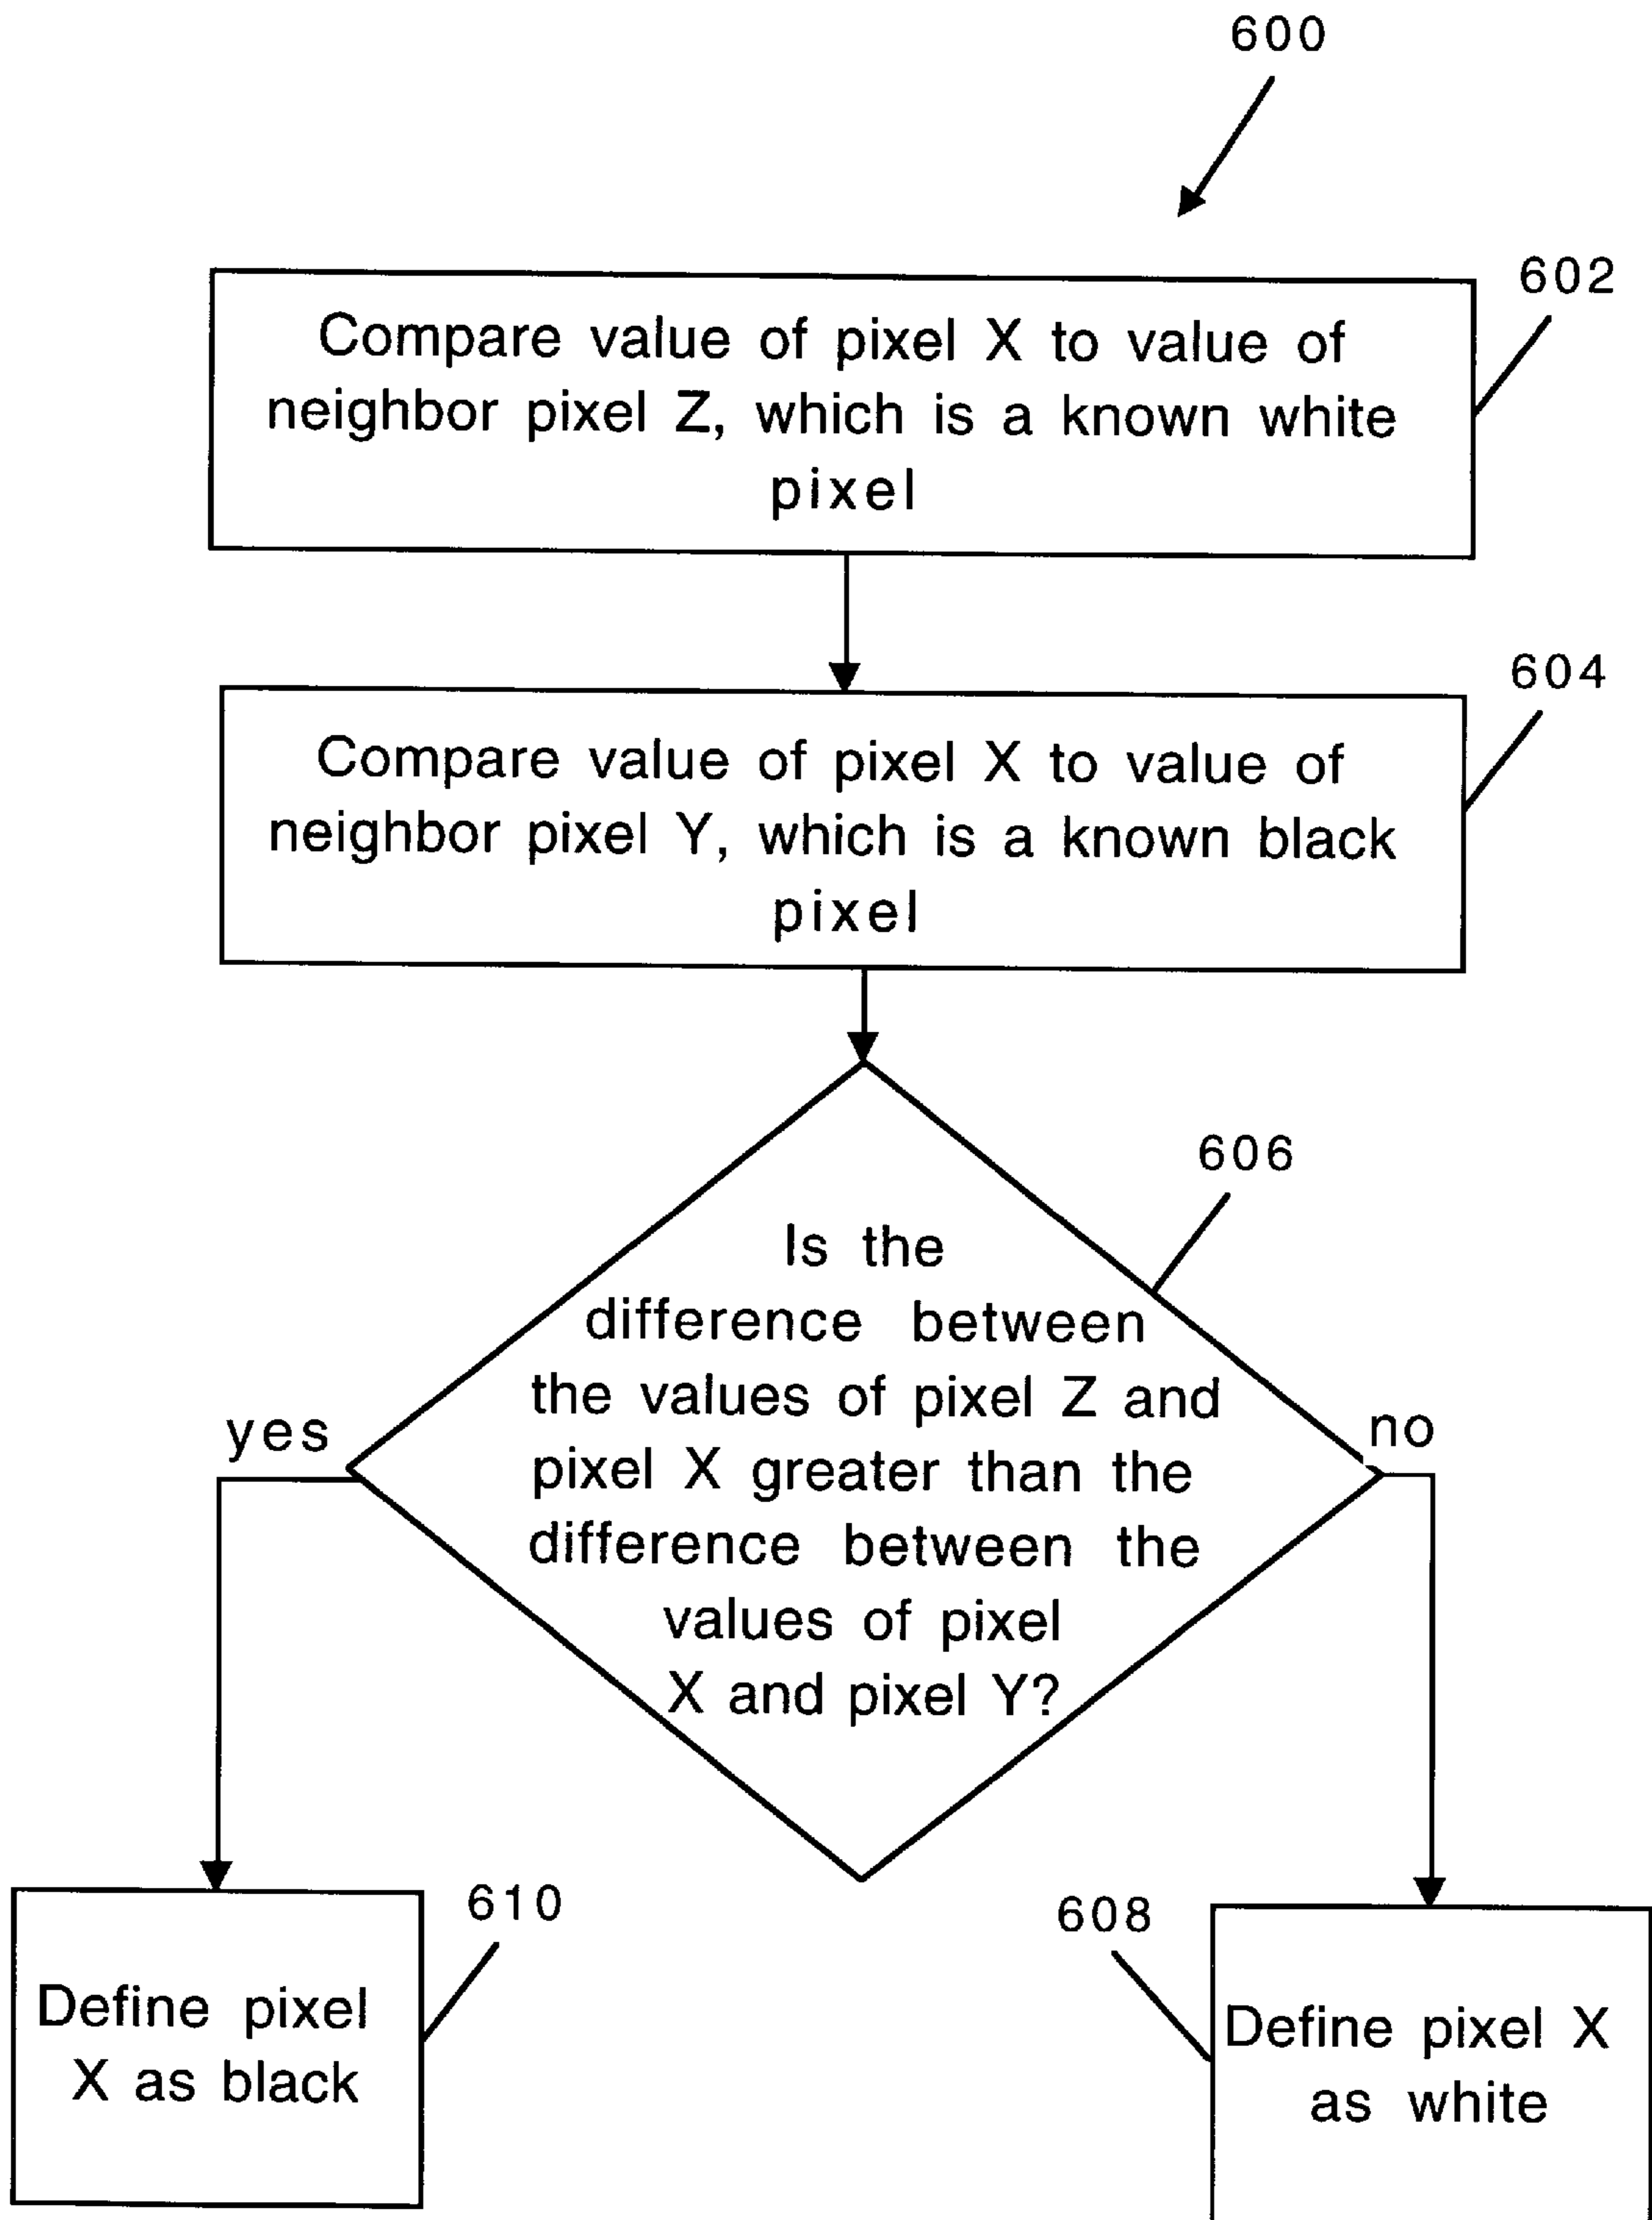 600
602
Compare value of pixel X to value of
neighbor pixel Z, which is a known white
pixel
604
Compare value of pixel X to value of
neighbor pixel Y, which is a known black
pixel
606
Is the
difference between
the values of pixel Z and
pixel X greater than the
difference between the
values of pixel
X and pixel Y?
yes
no
610
Define pixel
X as black
608
Define pixel X
as white